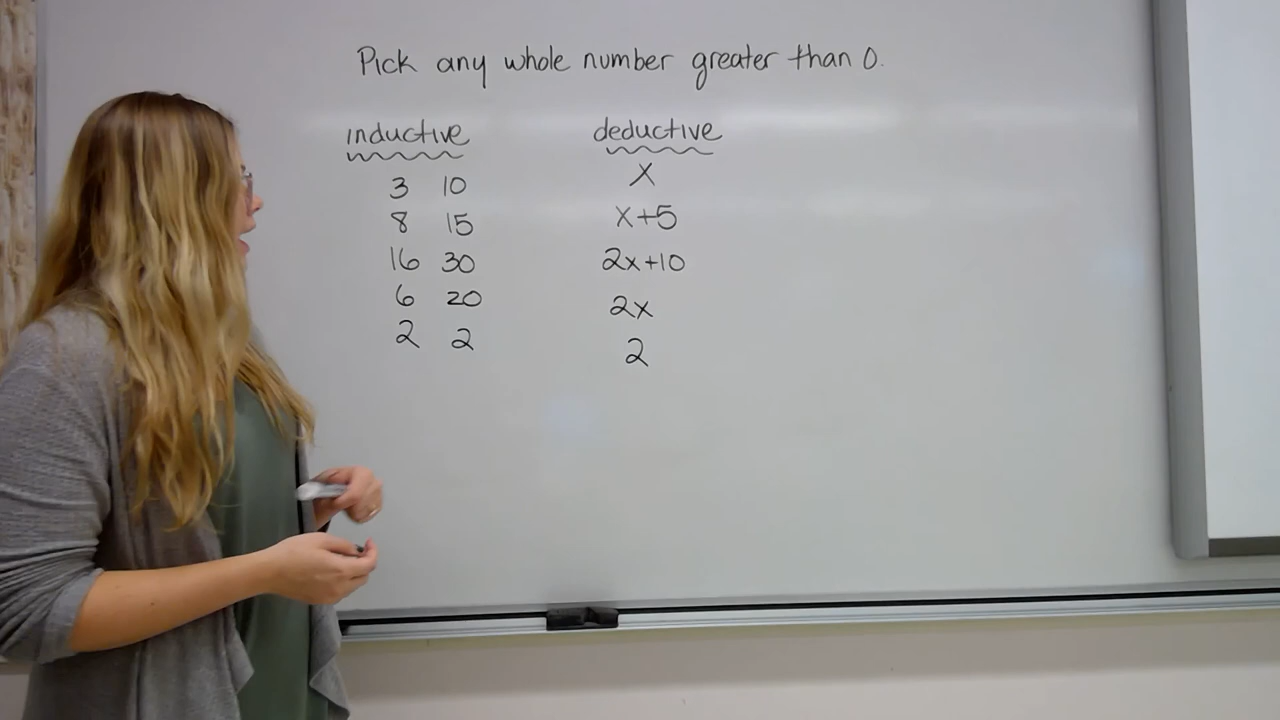 Pick any whole number greater than 0.
inductive deductive
3 10 x
8 15 x+5
16 30 2x+10
6 20 2x
2 2 2